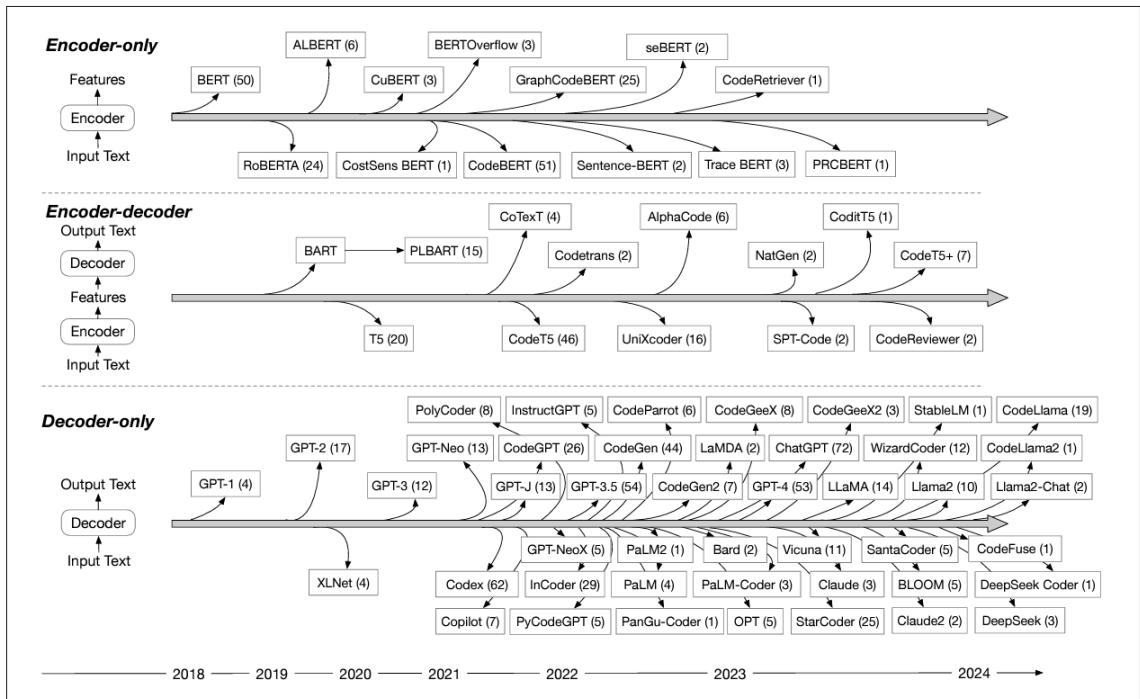 Encoder-only
Features
Encoder
Input Text
ALBERT (6)
BERTOverflow (3)
seBERT (2)
BERT (50)
CuBERT (3)
GraphCodeBERT (25)
CodeRetriever (1)
RoBERTA (24)
CostSens BERT (1)
CodeBERT (51)
Sentence-BERT (2)
Trace BERT (3)
PRCBERT (1)
Encoder-decoder
Output Text
Decoder
Features
Encoder
Input Text
CoTexT (4)
AlphaCode (6)
CoditT5 (1)
BART
PLBART (15)
Codetrans (2)
NatGen (2)
CodeT5+ (7)
T5 (20)
CodeT5 (46)
UniXcoder (16)
SPT-Code (2)
CodeReviewer (2)
Decoder-only
Output Text
Decoder
Input Text
PolyCoder (8)
InstructGPT (5)
CodeParrot (6)
CodeGeeX (8)
CodeGeeX2 (3)
StableLM (1)
CodeLlama (19)
GPT-2 (17)
GPT-Neo (13)
CodeGPT (26)
CodeGen (44)
LaMDA (2)
ChatGPT (72)
WizardCoder (12)
CodeLlama2 (1)
GPT-1 (4)
GPT-3 (12)
GPT-J (13)
GPT-3.5 (54)
CodeGen2 (7)
GPT-4 (53)
LLaMA (14)
Llama2 (10)
Llama2-Chat (2)
GPT-NeoX (5)
PaLM2 (1)
Bard (2)
Vicuna (11)
SantaCoder (5)
CodeFuse (1)
XLNet (4)
Codex (62)
InCoder (29)
PaLM (4)
PaLM-Coder (3)
Claude (3)
BLOOM (5)
DeepSeek Coder (1)
Copilot (7)
PyCodeGPT (5)
PanGu-Coder (1)
OPT (5)
StarCoder (25)
Claude2 (2)
DeepSeek (3)
2018
2019
2020
2021
2022
2023
2024